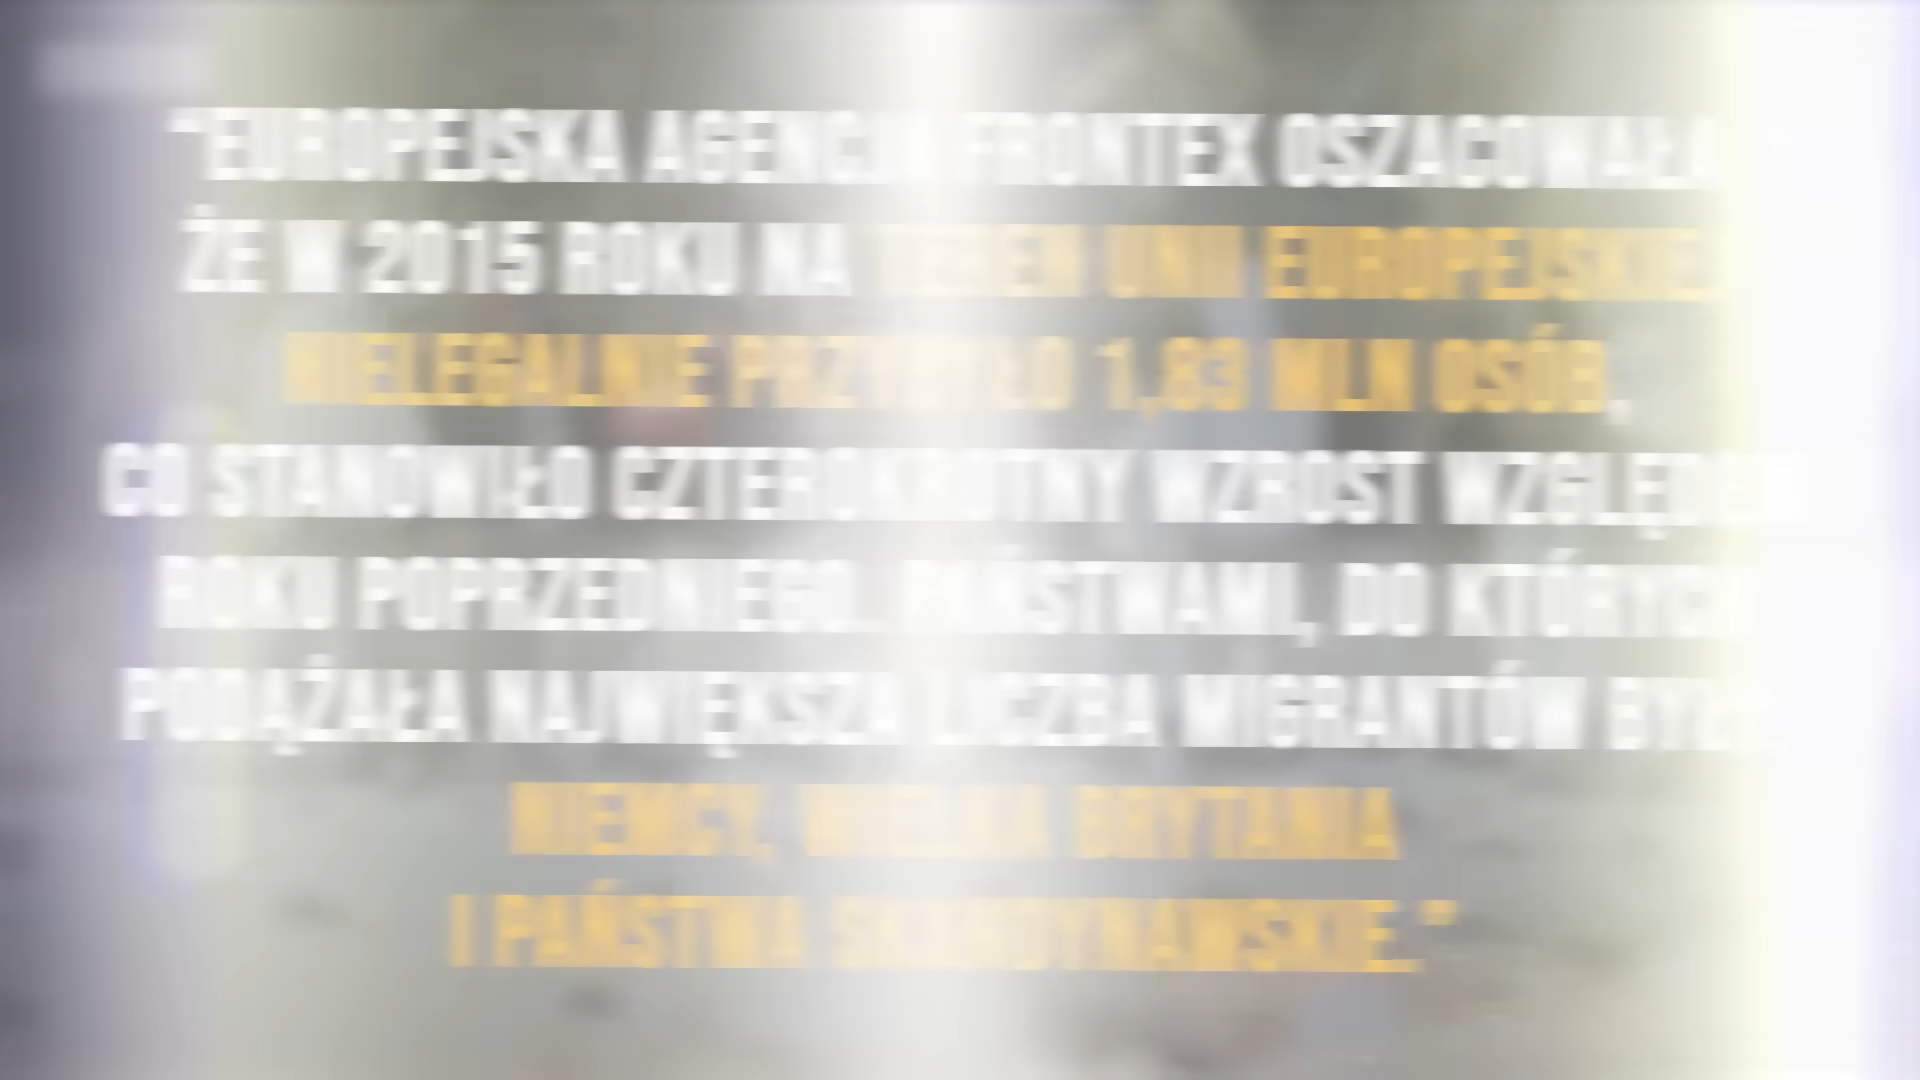 "EUROPEJSKA AGENCJA FRONTEX OSZACOWAŁA,
ŻE W 2015 ROKU NA TEREN UNII EUROPEJSKIEJ
NIELEGALNIE PRZYBYŁO 1,83 MLN OSÓB,
CO STANOWIŁO CZTEROKROTNY WZROST WZGLĘDEM
ROKU POPRZEDNIEGO. PAŃSTWAMI, DO KTÓRYCH
PODĄŻAŁA NAJWIĘKSZA LICZBA MIGRANTÓW BYŁY:
NIEMCY, WIELKA BRYTANIA
I PAŃSTWA SKANDYNAWSKIE."